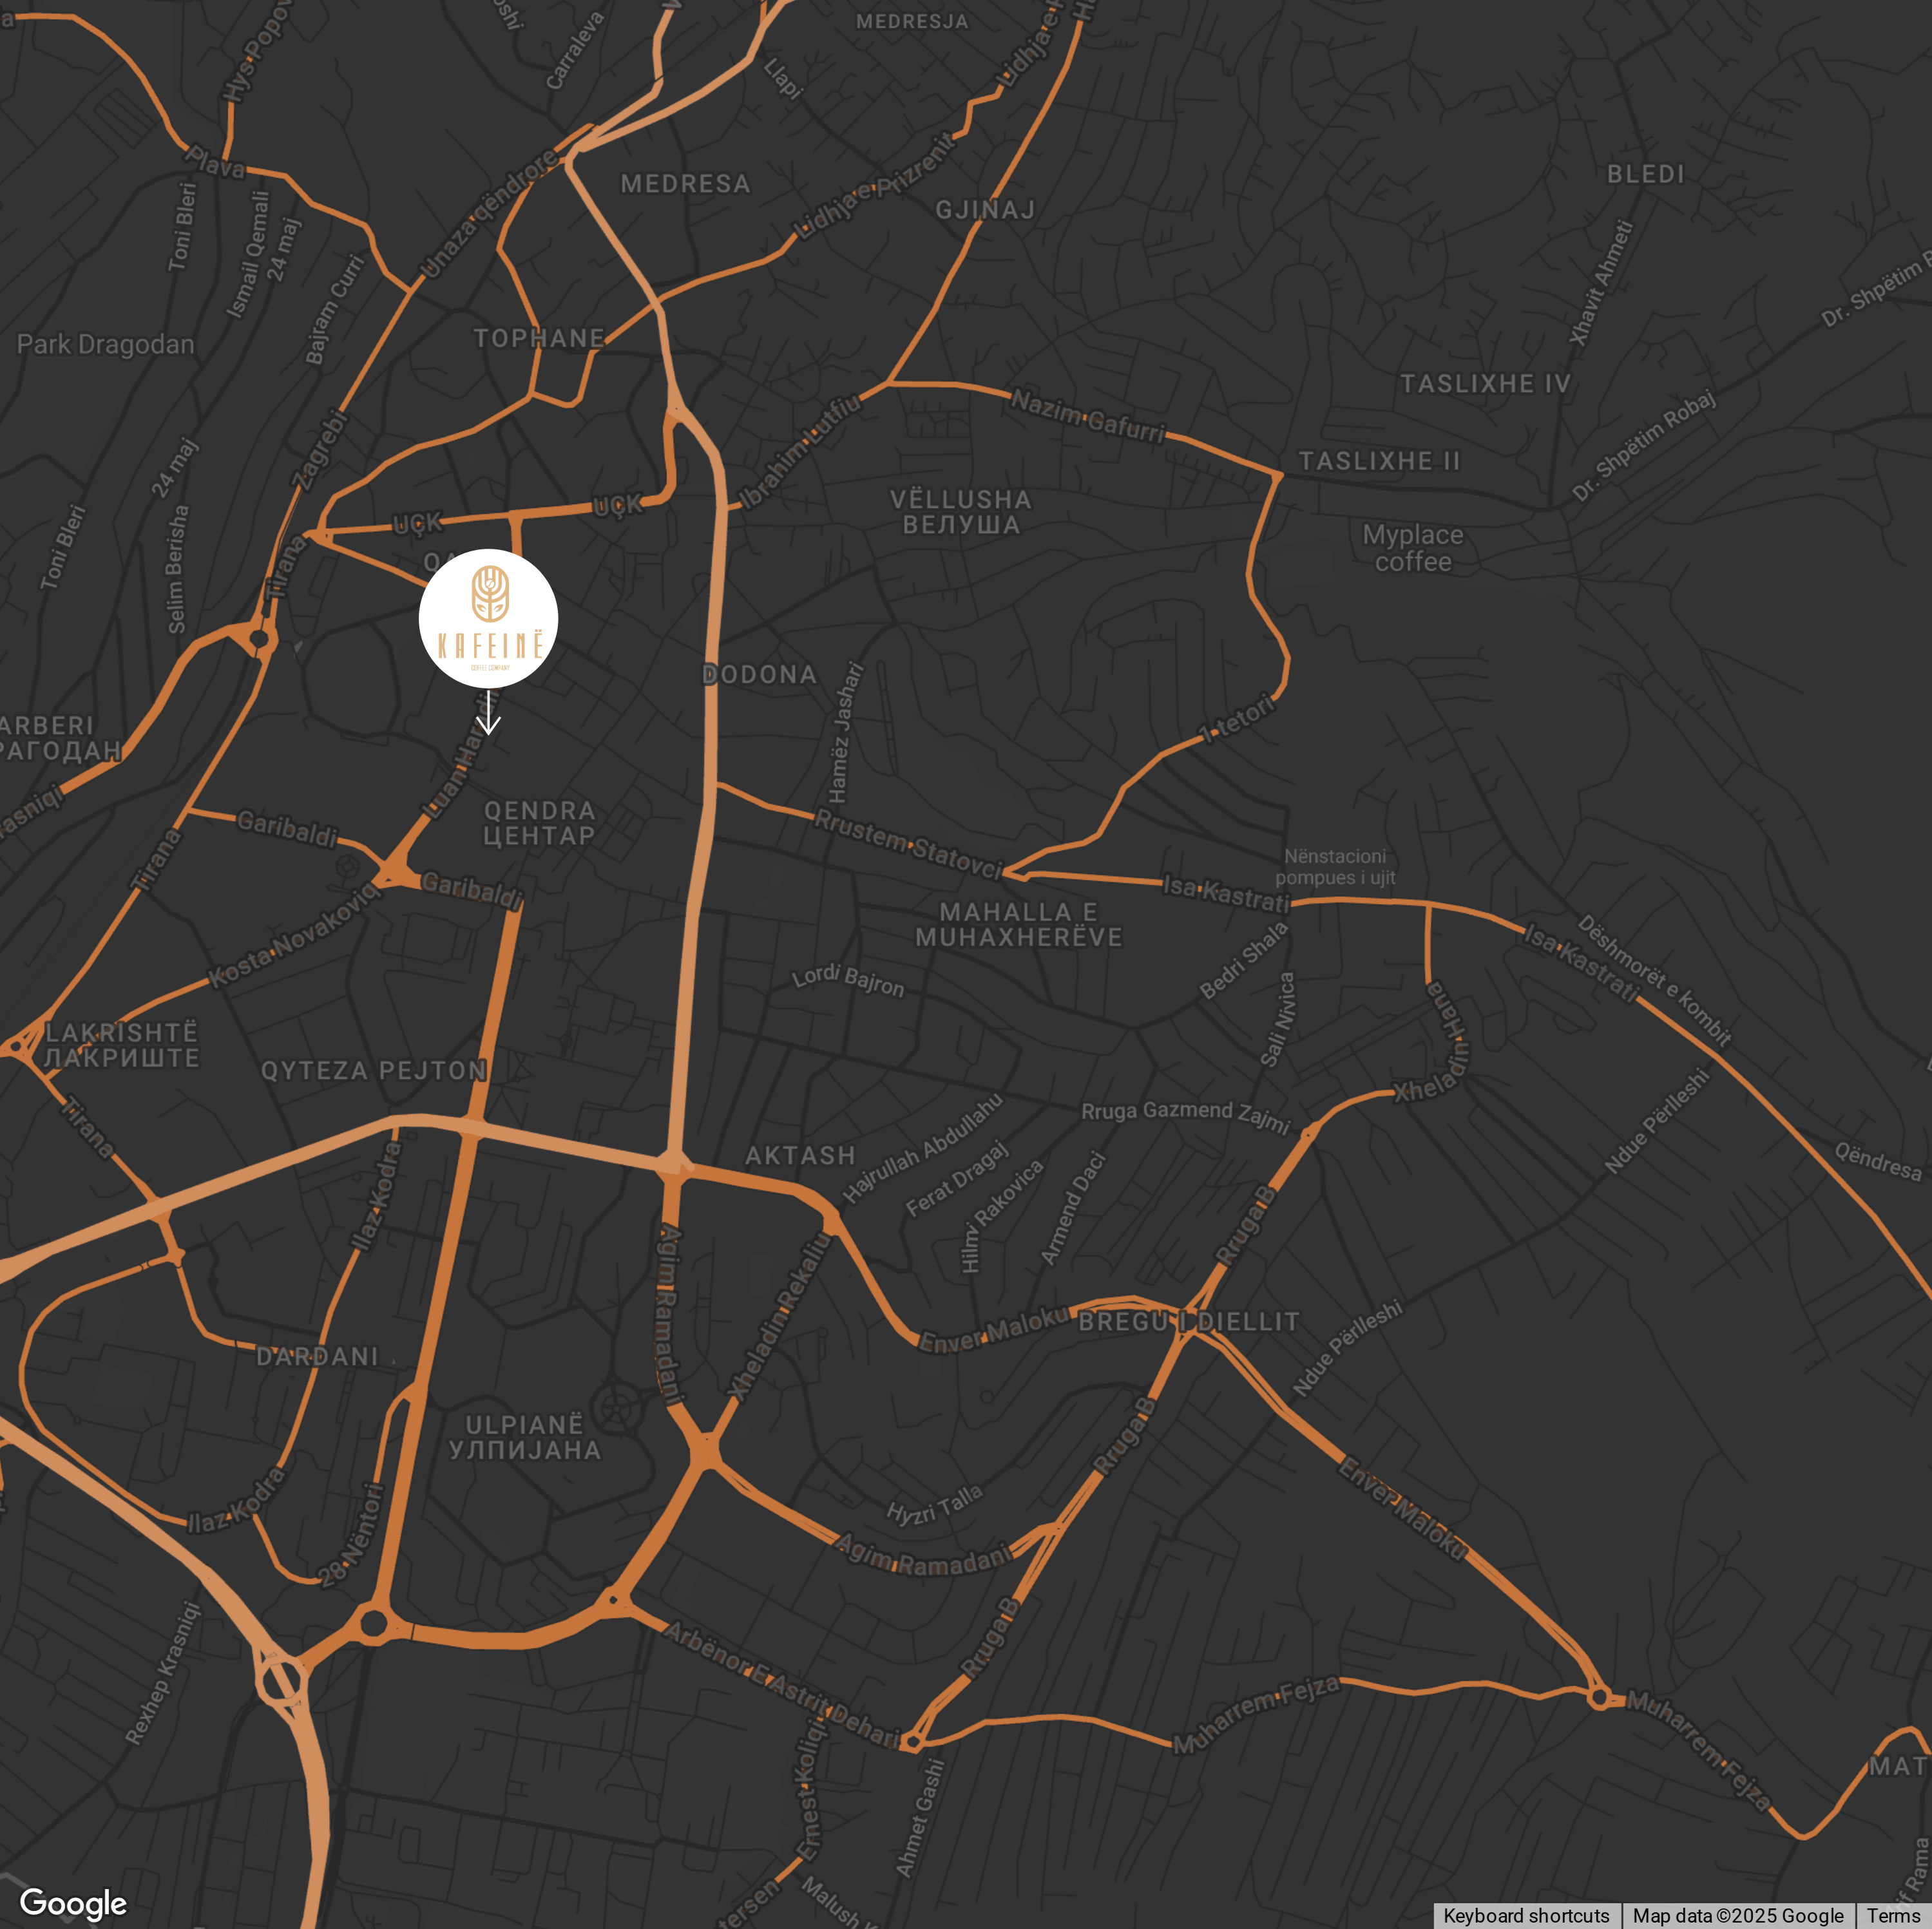 MEDRESJA
Carraleva
Llapi
Hys Popov
Plava
MEDRESA
Unaza qëndrore
Lidhja e Prizrenit
GJINAJ
BLEDI
Toni Bleri
Ismail Qemali
24 maj
Bajram Curri
Xhavit Ahmeti
Dr. Shpëtim R
Park Dragodan
TOPHANE
TASLIXHE IV
Nazim Gafurri
Ibrahim Lutfiu
Zagrebi
24 maj
TASLIXHE II
Dr. Shpëtim Robaj
VËLLUSHA
ВЕЛУША
UÇK
UÇK
Myplace
coffee
Toni Bleri
Selim Berisha
Tirana
KAFEINË
COFFEE COMPANY
DODONA
Hamëz Jashari
1 tetori
ARBERI
РАГОДАН
Luan Haradin
rasniqi
Garibaldi
QENDRA
ЦЕНТАР
Rrustem Statovci
Tirana
Garibaldi
Nënstacioni
pompues i ujit
Isa Kastrati
Kosta Novakoviq
MAHALLA E
MUHAXHERËVE
Bedri Shala
Isa Kastrati
Dëshmorët e kombit
Lordi Bajron
Sali Nivica
Hana
LAKRISHTË
ЛАКРИШТЕ
QYTEZA PEJTON
Xheladin
Tirana
Rruga Gazmend Zajmi
Ndue Përlleshi
Qëndresa
AKTASH
Hajrullah Abdullahu
Ferat Dragaj
Hilmi Rakovica
Armend Daci
Ilaz Kodra
Rruga B
Agim Ramadani
Xheladin Rekaliu
Enver Maloku
BREGU I DIELLIT
DARDANI
Ndue Përlleshi
ULPIANË
УЛПИЈАНА
Rruga B
Hyzri Talla
Enver Maloku
Ilaz Kodra
28 Nëntori
Agim Ramadani
Rruga B
Rexhep Krasniqi
Arbënor E Astrit Dehari
Muharrem Fejza
Muharrem Fejza
MAT
Ernest Koliqi
Ahmet Gashi
tersen
Malush K
if Rama
Google
Keyboard shortcuts
Map data ©2025 Google
Terms